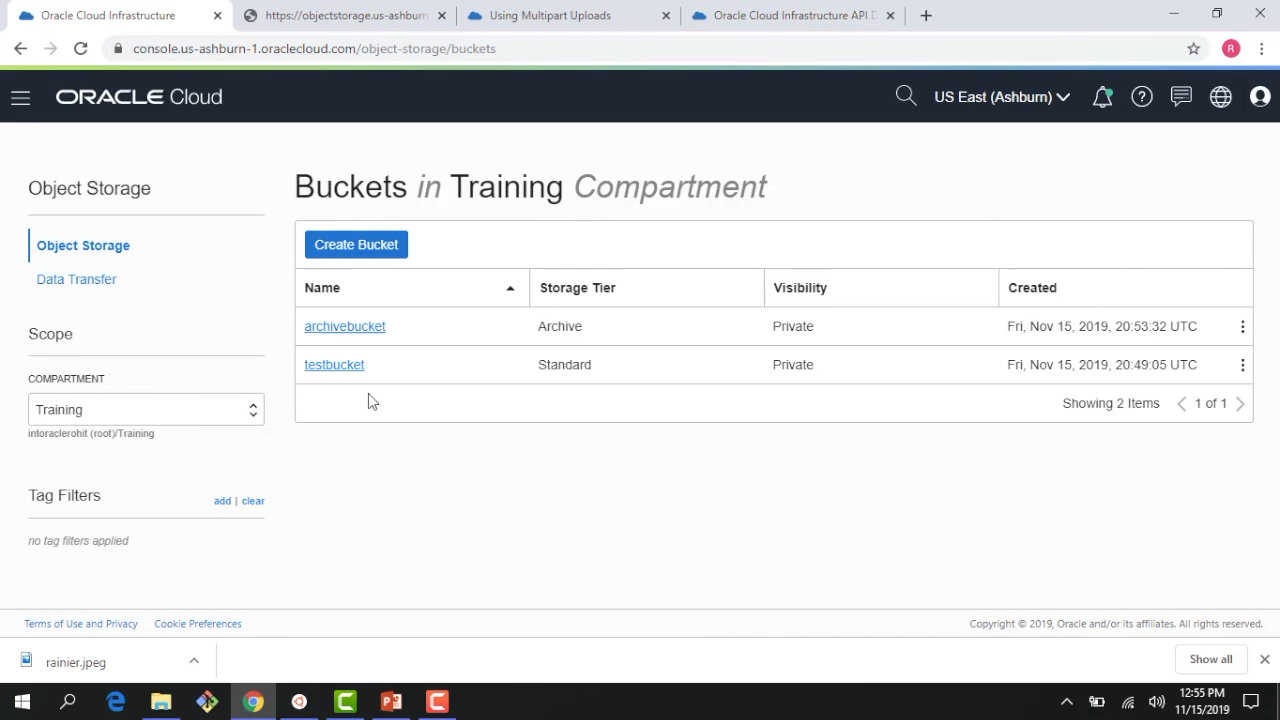 Oracle Cloud Infrastructure
https://objectstorage.us-ashburn
Using Multipart Uploads
Oracle Cloud Infrastructure API D
console.us-ashburn-1.oraclecloud.com/object-storage/buckets
R
ORACLE Cloud
US East (Ashburn)
Object Storage
Object Storage
Data Transfer
Scope
COMPARTMENT
Training
intoraclerohit (root)/Training
Tag Filters
add | clear
no tag filters applied
Buckets in Training Compartment
Create Bucket
Name Storage Tier Visibility Created
archivebucket Archive Private Fri, Nov 15, 2019, 20:53:32 UTC
testbucket Standard Private Fri, Nov 15, 2019, 20:49:05 UTC
Showing 2 Items 1 of 1
Terms of Use and Privacy Cookie Preferences Copyright © 2019, Oracle and/or its affiliates. All rights reserved.
rainier.jpeg Show all
12:55 PM
11/15/2019